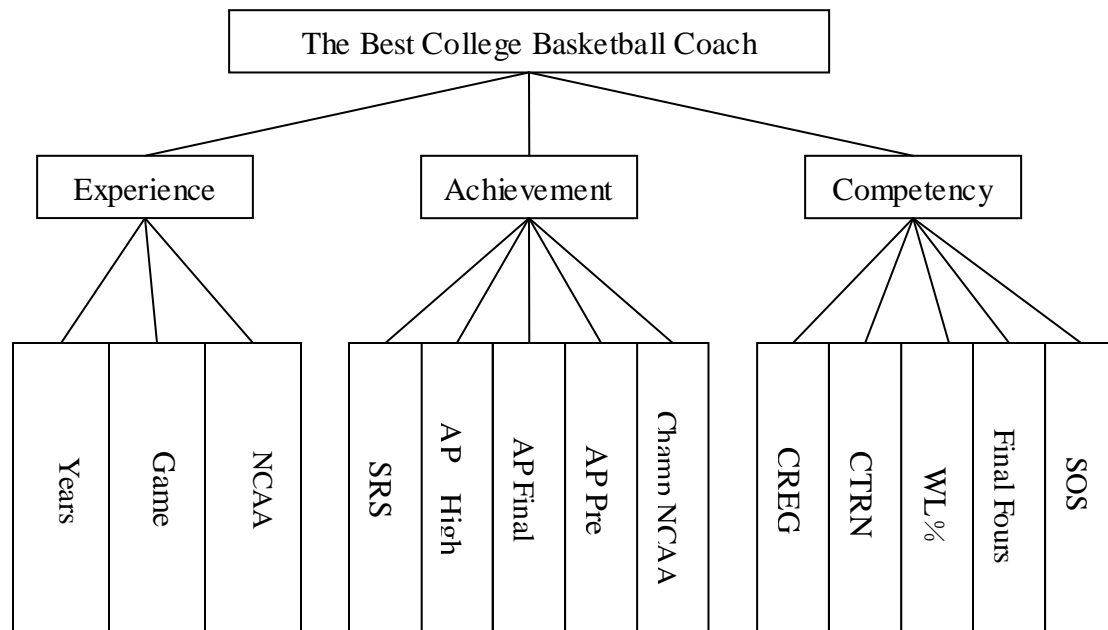 The Best College Basketball Coach
Experience
Achievement
Competency
Years
Game
NCAA
SRS
AP High
AP Final
AP Pre
Champ NCAA
CREG
CTRN
WL%
Final Fours
SOS